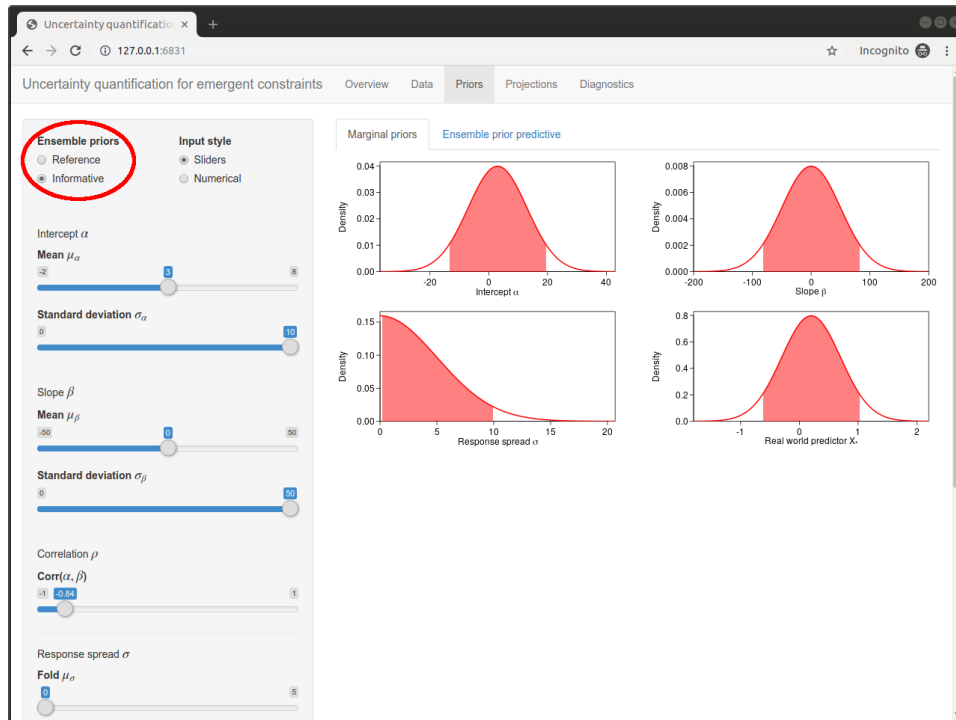 Uncertainty quantificatio × +
127.0.0.1:6831 Incognito
Uncertainty quantification for emergent constraints Overview Data Priors Projections Diagnostics
Ensemble priors Input style
Reference Sliders
Informative Numerical
Intercept α
Mean μα
-2 3 8
Standard deviation σα
0 10
Slope β
Mean μβ
-50 0 50
Standard deviation σβ
0 50
Correlation ρ
Corr(α, β)
-1 -0.84 1
Response spread σ
Fold μσ
0 5
Marginal priors Ensemble prior predictive
Density
0.04
0.03
0.02
0.01
0.00
-20 0 20 40
Intercept α
Density
0.008
0.006
0.004
0.002
0.000
-200 -100 0 100 200
Slope β
Density
0.15
0.10
0.05
0.00
0 5 10 15 20
Response spread σ
Density
0.8
0.6
0.4
0.2
0.0
-1 0 1 2
Real world predictor X⋆